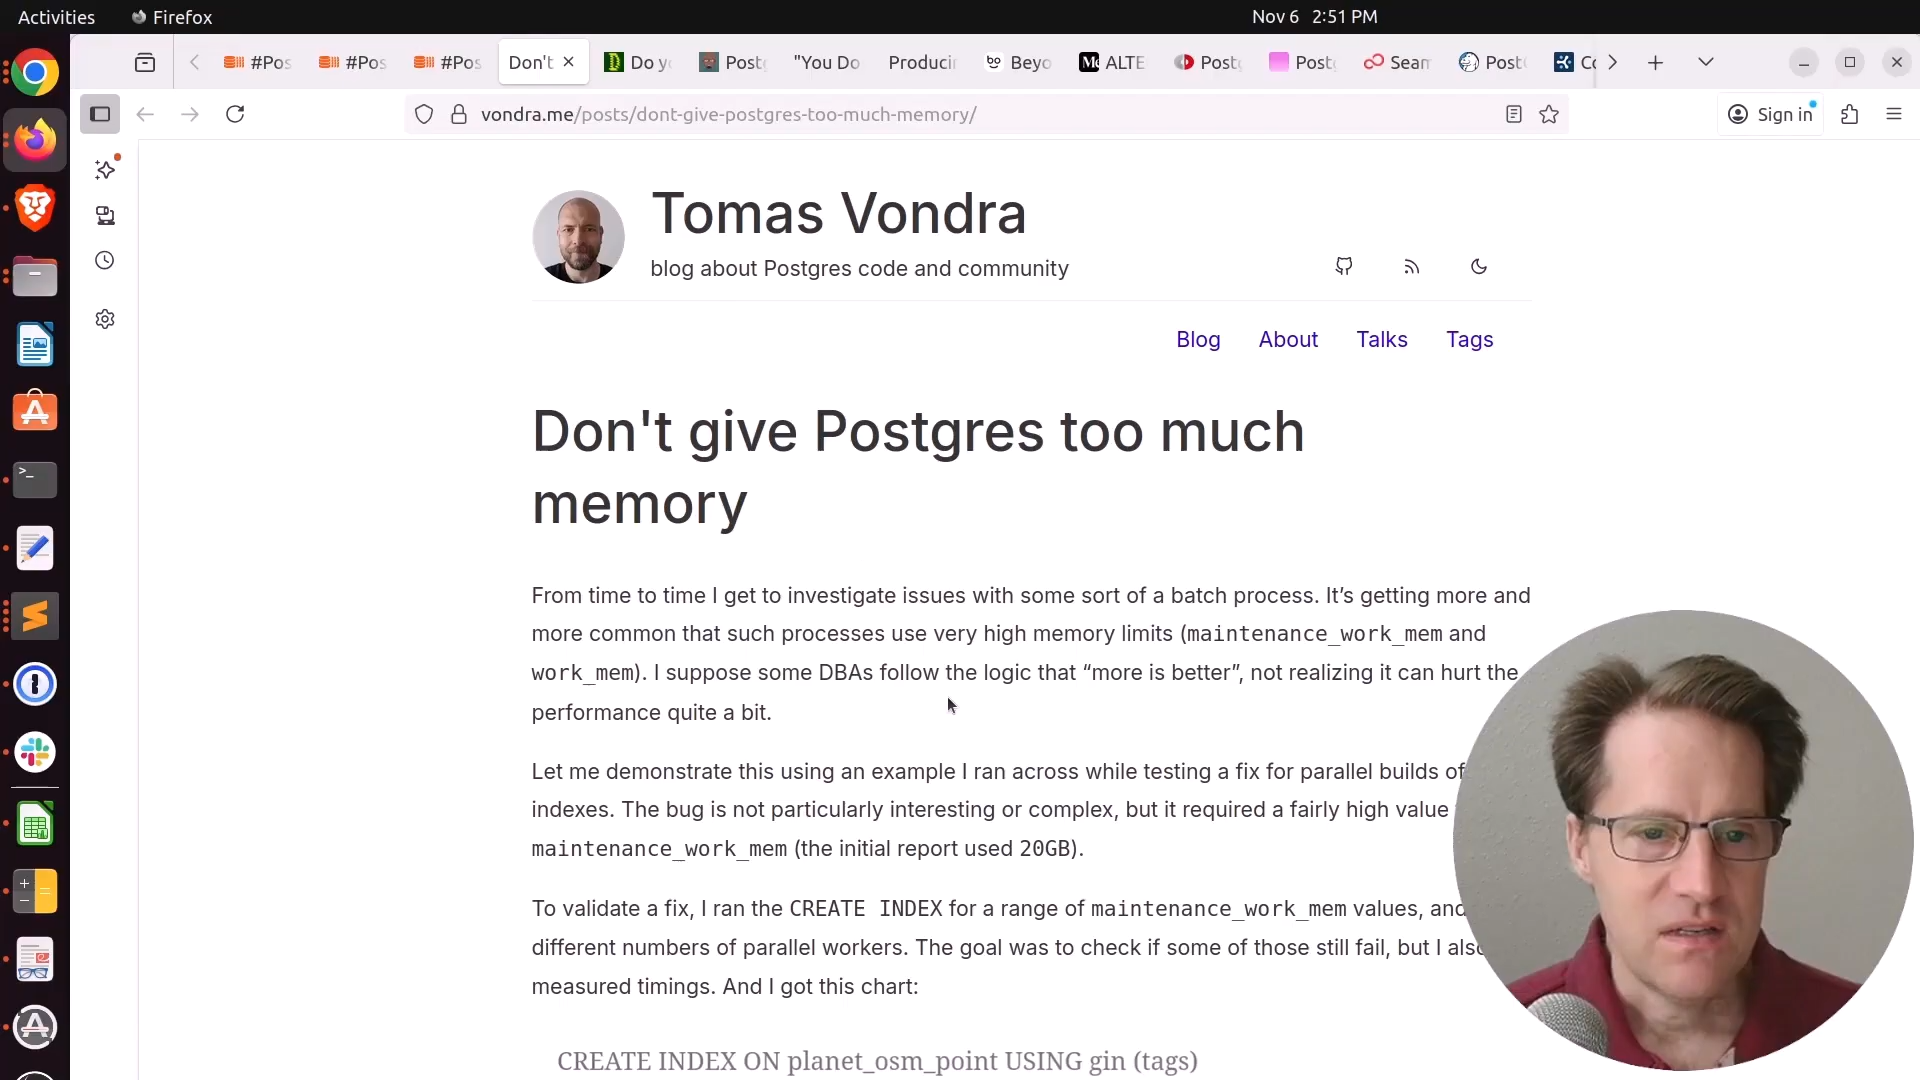 Activities
Firefox
Nov 6 2:51 PM
#Pos
#Pos
#Pos
Don't
Do y
Postg
"You Do
Producin
Beyo
ALTE
Postg
Postg
Seam
Post
Co
vondra.me/posts/dont-give-postgres-too-much-memory/
Sign in
Tomas Vondra
blog about Postgres code and community
Blog
About
Talks
Tags
Don't give Postgres too much
memory
From time to time I get to investigate issues with some sort of a batch process. It’s getting more and
more common that such processes use very high memory limits (maintenance_work_mem and
work_mem). I suppose some DBAs follow the logic that “more is better”, not realizing it can hurt the
performance quite a bit.
Let me demonstrate this using an example I ran across while testing a fix for parallel builds of
indexes. The bug is not particularly interesting or complex, but it required a fairly high value
maintenance_work_mem (the initial report used 20GB).
To validate a fix, I ran the CREATE INDEX for a range of maintenance_work_mem values, and
different numbers of parallel workers. The goal was to check if some of those still fail, but I also
measured timings. And I got this chart:
CREATE INDEX ON planet_osm_point USING gin (tags)